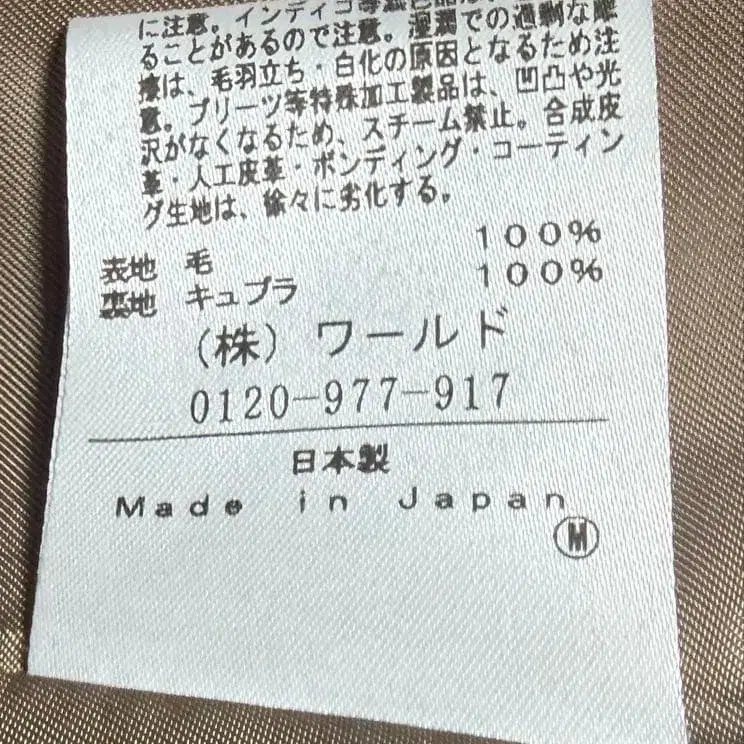 に注意。インディゴ等濃色品
ることがあるので注意。湿潤での過剰な摩
擦は、毛羽立ち・白化の原因となるため注
意。プリーツ等特殊加工製品は、凹凸や光
沢がなくなるため、スチーム禁止。合成皮
革・人工皮革・ボンディング・コーティン
グ生地は、徐々に劣化する。
表地 毛 100%
裏地 キュプラ 100%
(株) ワールド
0120-977-917
日本製
Made in Japan
M